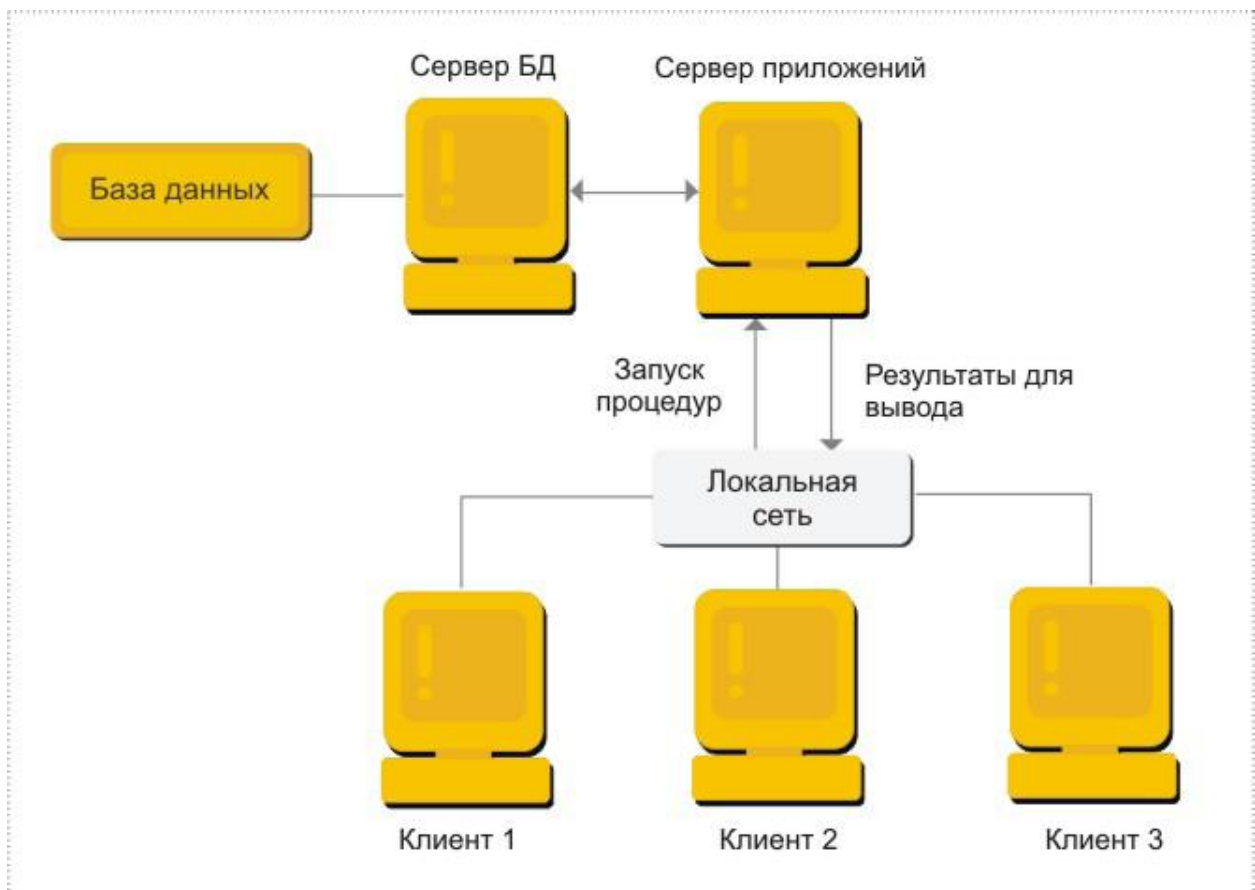 Сервер БД
Сервер приложений
База данных
Запуск
процедур
Результаты для
вывода
Локальная
сеть
Клиент 1
Клиент 2
Клиент 3